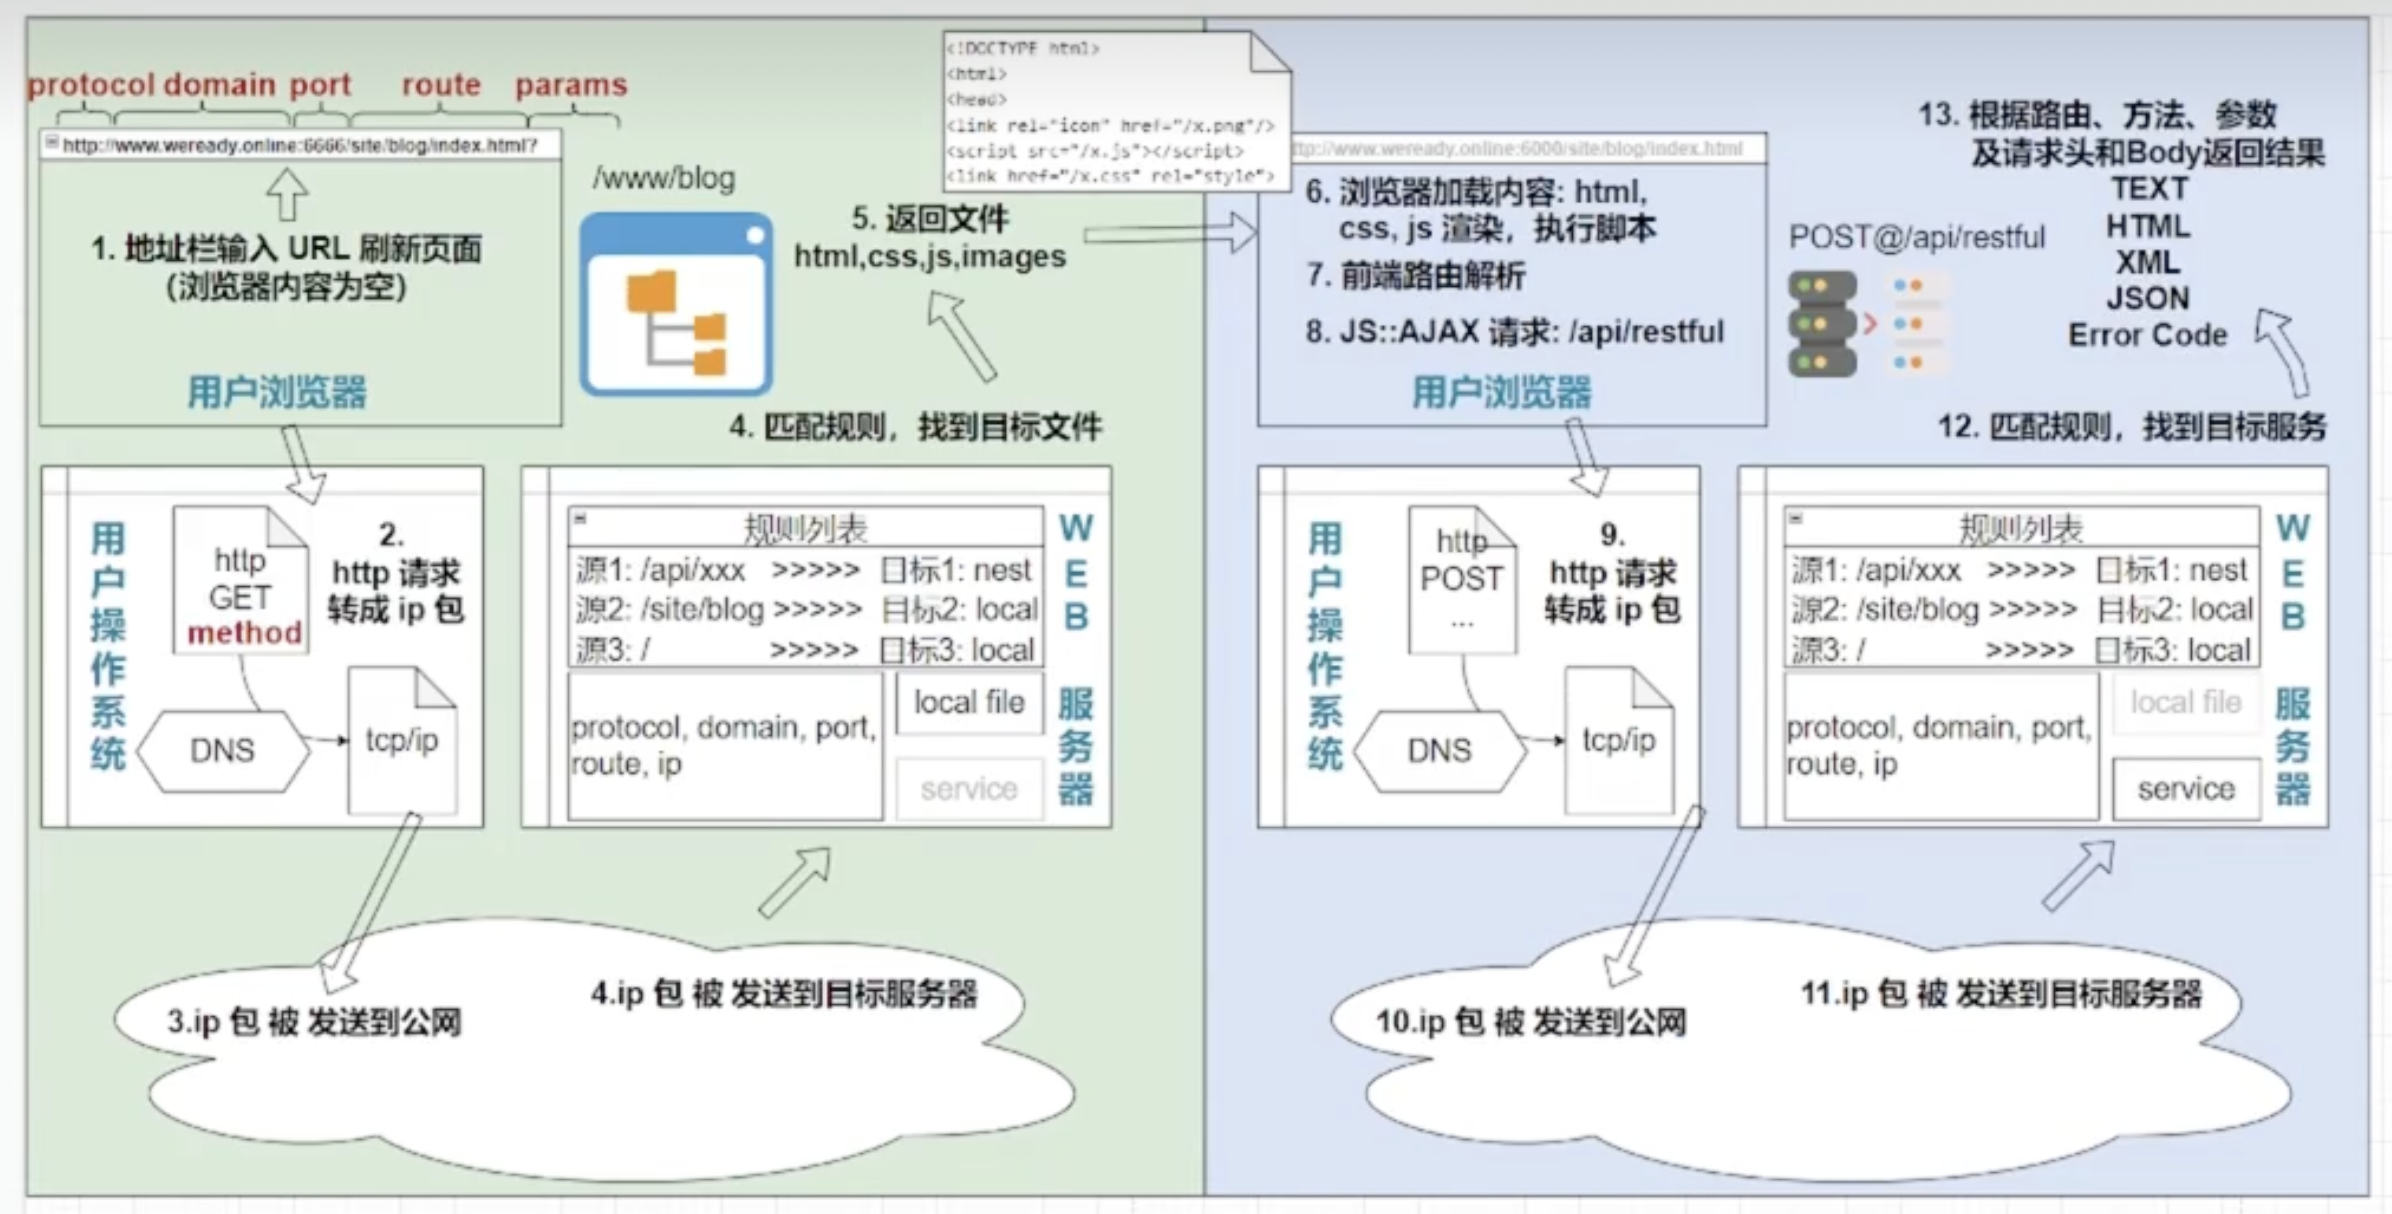 protocol domain port route params
http://www.weready.online:6666/site/blog/index.html?
1. 地址栏输入 URL 刷新页面
(浏览器内容为空)
用户浏览器
/www/blog
5. 返回文件
html,css,js,images
4. 匹配规则，找到目标文件
用户操作系统
http
GET
method
2.
http 请求
转成 ip 包
DNS
tcp/ip
规则列表
源1: /api/xxx >>>>> 目标1: nest
源2: /site/blog >>>>> 目标2: local
源3: / >>>>> 目标3: local
protocol, domain, port,
route, ip
local file
service
WEB 服务器
3.ip 包 被 发送到公网
4.ip 包 被 发送到目标服务器
<!DOCTYPE html>
<html>
<head>
<link rel="icon" href="/x.png"/>
<script src="/x.js"></script>
<link href="/x.css" rel="style">
ttp://www.weready.online:6000/site/blog/index.html
6. 浏览器加载内容: html,
css, js 渲染，执行脚本
7. 前端路由解析
8. JS::AJAX 请求: /api/restful
用户浏览器
POST@/api/restful
13. 根据路由、方法、参数
及请求头和Body返回结果
TEXT
HTML
XML
JSON
Error Code
12. 匹配规则，找到目标服务
用户操作系统
http
POST
...
9.
http 请求
转成 ip 包
DNS
tcp/ip
规则列表
源1: /api/xxx >>>>> 目标1: nest
源2: /site/blog >>>>> 目标2: local
源3: / >>>>> 目标3: local
protocol, domain, port,
route, ip
local file
service
WEB 服务器
10.ip 包 被 发送到公网
11.ip 包 被 发送到目标服务器